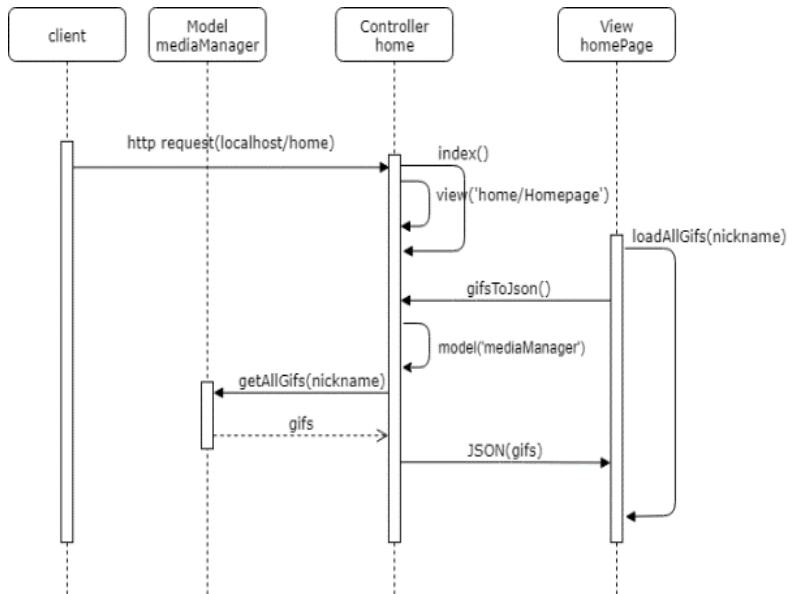 client
Model
mediaManager
Controller
home
View
homePage
http request(localhost/home)
index()
view('home/Homepage')
loadAllGifs(nickname)
gifsToJson()
model('mediaManager')
getAllGifs(nickname)
gifs
JSON(gifs)